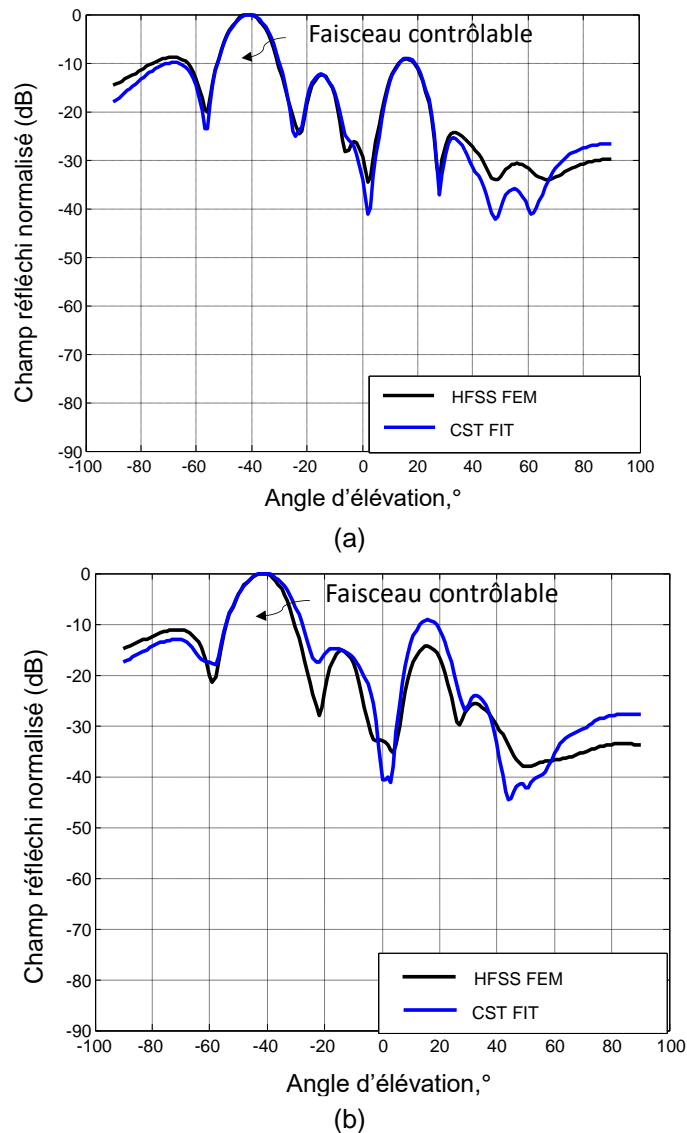 0
-10
-20
-30
-40
-50
-60
-70
-80
-90
Champ réfléchi normalisé (dB)
Faisceau contrôlable
HFSS FEM
CST FIT
-100 -80 -60 -40 -20 0 20 40 60 80 100
Angle d'élévation,°
(a)
0
-10
-20
-30
-40
-50
-60
-70
-80
-90
Champ réfléchi normalisé (dB)
Faisceau contrôlable
HFSS FEM
CST FIT
-100 -80 -60 -40 -20 0 20 40 60 80 100
Angle d'élévation,°
(b)